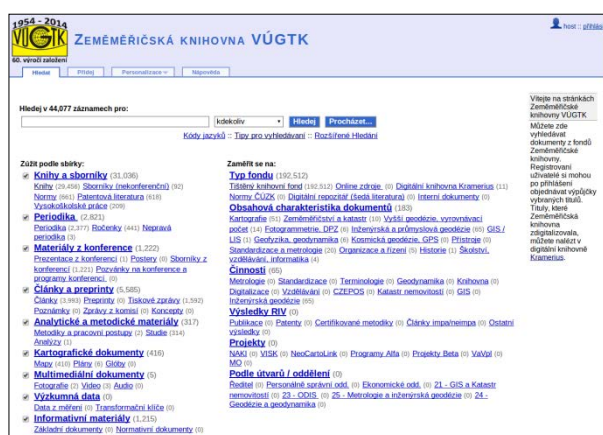 1954 - 2014
VÚGTK
60. výročí založení
ZEMĚMĚŘIČSKÁ KNIHOVNA VÚGTK
host :: přihlás
Hledat
Přidej
Personalizace
Nápověda
Hledej v 44,077 záznamech pro:
kdekoliv
Hledej
Procházet...
Kódy jazyků :: Tipy pro vyhledávaní :: Rozšířené Hledání
Vítejte na stránkách
Zeměměřičské
knihovny VÚGTK
Můžete zde
vyhledávat
dokumenty z fondů
Zeměměřičské
knihovny.
Registrovaní
uživatelé si mohou
po přihlášení
objednávat výpůjčky
vybraných titulů.
Tituly, které
Zeměměřičská
knihovna
zdigitalizovala,
můžete nalézt v
digitální knihovně
Kramerius.
Zúžit podle sbírky:
Knihy a sborníky (31,036)
Knihy (29,456) Sborníky (nekonferenční) (92)
Normy (661) Patentová literatura (618)
Vysokoškolské práce (209)
Periodika (2,821)
Periodika (2,377) Ročenky (441) Nepravá
periodika (3)
Materiály z konference (1,222)
Prezentace z konferencí (1) Postery (0) Sborníky z
konferencí (1,221) Pozvánky na konference a
programy konferencí (0)
Články a preprinty (5,585)
Články (3,993) Preprinty (0) Tiskové zprávy (1,592)
Poznámky (0) Zprávy z komisí (0) Koncepty (0)
Analytické a metodické materiály (317)
Metodiky a pracovní postupy (2) Studie (314)
Analýzy (1)
Kartografické dokumenty (416)
Mapy (410) Plány (6) Glóby (0)
Multimediální dokumenty (5)
Fotografie (2) Video (3) Audio (0)
Výzkumná data (0)
Data z měření (0) Transformační klíče (0)
Informativní materiály (1,215)
Základní dokumenty (0) Normativní dokumenty (0)
Zaměřit se na:
Typ fondu (192,512)
Tištěný knihovní fond (192,512) Online zdroje (0) Digitální knihovna Kramerius (11)
Normy ČÚZK (0) Digitální repozitář (šedá literatura) (0) Interní dokumenty (0)
Obsahová charakteristika dokumentů (183)
Kartografie (51) Zeměměřictví a katastr (10) Vyšší geodézie, vyrovnávací
počet (14) Fotogrammetrie, DPZ (6) Inženýrská a průmyslová geodézie (65) GIS /
LIS (1) Geofyzika, geodynamika (6) Kosmická geodézie, GPS (0) Přístroje (0)
Standardizace a metrologie (20) Organizace a řízení (5) Historie (1) Školství,
vzdělávání, informatika (4)
Činnosti (65)
Metrologie (0) Standardizace (0) Terminologie (0) Geodynamika (0) Knihovna (0)
Digitalizace (0) Vzdělávání (0) CZEPOS (0) Katastr nemovitostí (0) GIS (0)
Inženýrská geodézie (65)
Výsledky RIV (0)
Publikace (0) Patenty (0) Certifikované metodiky (0) Články impa/neimpa (0) Ostatní
výsledky (0)
Projekty (0)
NAKI (0) VISK (0) NeoCartoLink (0) Programy Alfa (0) Projekty Beta (0) VaVpI (0)
MO (0)
Podle útvarů / oddělení (0)
Ředitel (0) Personálně správní odd. (0) Ekonomické odd. (0) 21 - GIS a Katastr
nemovitostí (0) 23 - ODIS (0) 25 - Metrologie a inženýrská geodézie (0) 24 -
Geodézie a geodynamika (0)